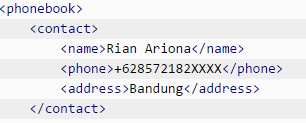 <phonebook>
    <contact>
        <name>Rian Ariona</name>
        <phone>+628572182XXXX</phone>
        <address>Bandung</address>
    </contact>